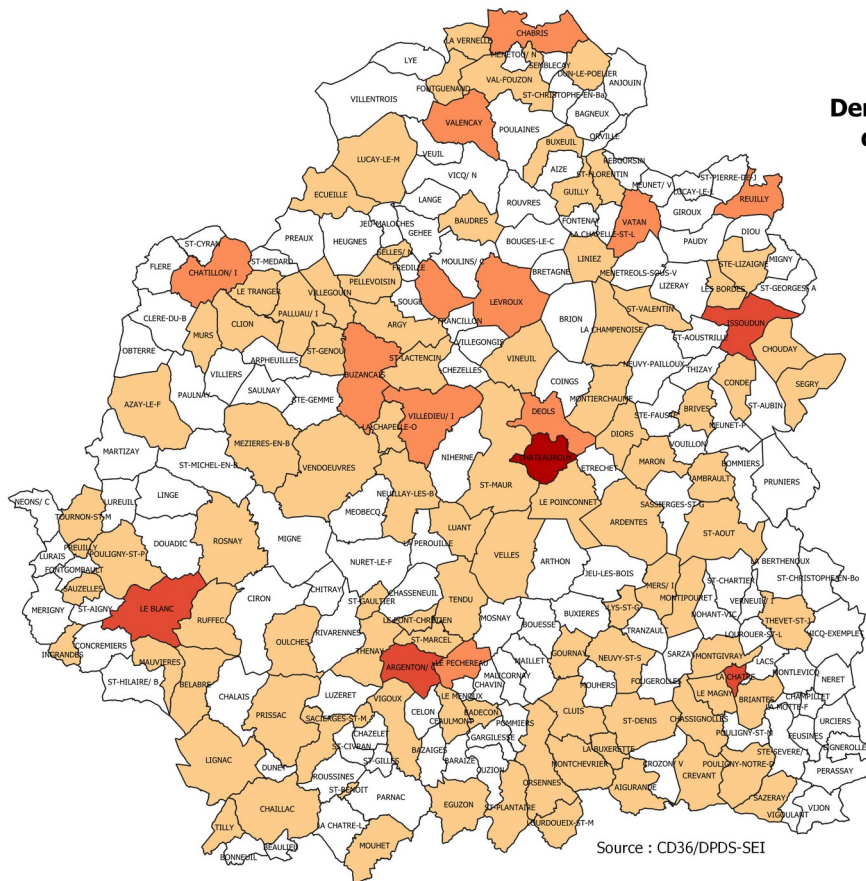 CHABRIS
LA VERNELLE
MENETOU/ N
LYE
SEMBLECAY
DUN-LE-POELIER
ANJOUIN
FONTGUENAND
VAL-FOUZON
ST-CHRISTOPHE-EN-Ba
VILLENTROIS
BAGNEUX
VALENCAY
POULAINES
ORVILLE
BUXEUIL
VEUIL
LUCAY-LE-M
REBOURSIN
VICQ/ N
AIZE
ST-FLORENTIN
MEUNET/ V
ST-PIERRE-DE-J
LUCAY-LE-L
ECUEILLE
GUILLY
REUILLY
LANGE
ROUVRES
GIROUX
BAUDRES
FONTENAY
VATAN
JEU-MALOCHES
LA CHAPELLE-ST-L
DIOU
ST-CYRAN
PREAUX
HEUGNES
GEHEE
BOUGES-LE-C
PAUDY
SELLES/ N
MOULINS/ C
LINIEZ
MIGNY
FLERE
ST-MEDARD
FREDILLE
STE-LIZAIGNE
CHATILLON/ I
BRETAGNE
MENETREOLS-SOUS-V
PELLEVOISIN
LIZERAY
LES BORDES
ST-GEORGES/ A
LE TRANGER
VILLEGOUIN
SOUGE
LEVROUX
ST-VALENTIN
CLERE-DU-B
PALLUAU/ I
FRANCILLON
BRION
ISSOUDUN
CLION
ARGY
MURS
LA CHAMPENOISE
ST-AOUSTRILLE
OBTERRE
ST-GENOU
VILLEGONGIS
CHOUDAY
ARPHEUILLES
ST-LACTENCIN
VINEUIL
NEUVY-PAILLOUX
VILLIERS
CHEZELLES
THIZAY
BUZANCAIS
COINGS
CONDE
SEGRY
SAULNAY
PAULNAY
AZAY-LE-F
STE-GEMME
MONTIERCHAUME
BRIVES
ST-AUBIN
VILLEDIEU/ I
DEOLS
STE-FAUSTE
MEUNET-P
LA CHAPELLE-O
DIORS
MEZIERES-EN-B
VOUILLON
MARTIZAY
NIHERNE
CHATEAUROUX
MARON
BOMMIERS
ST-MICHEL-EN-B
VENDOEUVRES
ETRECHET
AMBRAULT
PRUNIERS
NEUILLAY-LES-B
ST-MAUR
LINGE
NEONS/ C
LUREUIL
LE POINCONNET
SASSIERGES-ST-G
MEOBECQ
TOURNON-ST-M
ARDENTES
LUANT
ST-AOUT
ROSNAY
MIGNE
DOUADIC
LA PEROUILLE
PREUILLY
POULIGNY-ST-P
VELLES
ARTHON
LURAIS
NURET-LE-F
LA BERTHENOUX
FONTGOMBAULT
JEU-LES-BOIS
ST-CHRISTOPHE-EN-Bo
SAUZELLES
MERS/ I
ST-CHARTIER
CHITRAY
CHASSENEUIL
MONTIPOURET
MERIGNY
ST-AIGNY
LE BLANC
CIRON
TENDU
VERNEUIL/ I
ST-GAULTIER
LYS-ST-G
NOHANT-VIC
THEVET-ST-J
RUFFEC
LE PONT-CHRETIEN
MOSNAY
BUXIERES
RIVARENNES
BOUESSE
TRANZAULT
LOUROUER-ST-L
VICQ-EXEMPLET
CONCREMIERS
OULCHES
ST-MARCEL
INGRANDES
THENAY
GOURNAY
SARZAY
MONTGIVRAY
MAUVIERES
LE PECHEREAU
MAILLET
NEUVY-ST-S
LACS
ARGENTON/ C
MALICORNAY
MONTLEVICQ
BELABRE
FOUGEROLLES
LA CHATRE
NERET
ST-HILAIRE/ B
CHAVIN
MOUHERS
CHALAIS
LUZERET
LE MENOUX
LE MAGNY
CHAMPILLET
VIGOUX
BRIANTES
LA MOTTE-F
PRISSAC
CELON
BADECON
CLUIS
SACIERGES-ST-M
CEAULMONT
POMMIERS
ST-DENIS
CHASSIGNOLLES
URCIERS
CHAZELET
GARGILESSE
POULIGNY-ST-M
FEUSINES
ST-CIVRAN
BAZAIGES
LA BUXERETTE
STE-SEVERE/ I
LIGNAC
ST-GILLES
BARAIZE
CROZON/ V
POULIGNY-NOTRE-D
DUNET
CUZION
MONTCHEVRIER
PERASSAY
ROUSSINES
CREVANT
ST-BENOIT
ORSENNES
AIGURANDE
PARNAC
SAZERAY
CHAILLAC
EGUZON
ST-PLANTAIRE
VIJON
TILLY
LA CHATRE-L
LOURDOUEIX-ST-M
VIGOULANT
BEAULIEU
MOUHET
BONNEUIL
Source : CD36/DPDS-SEI